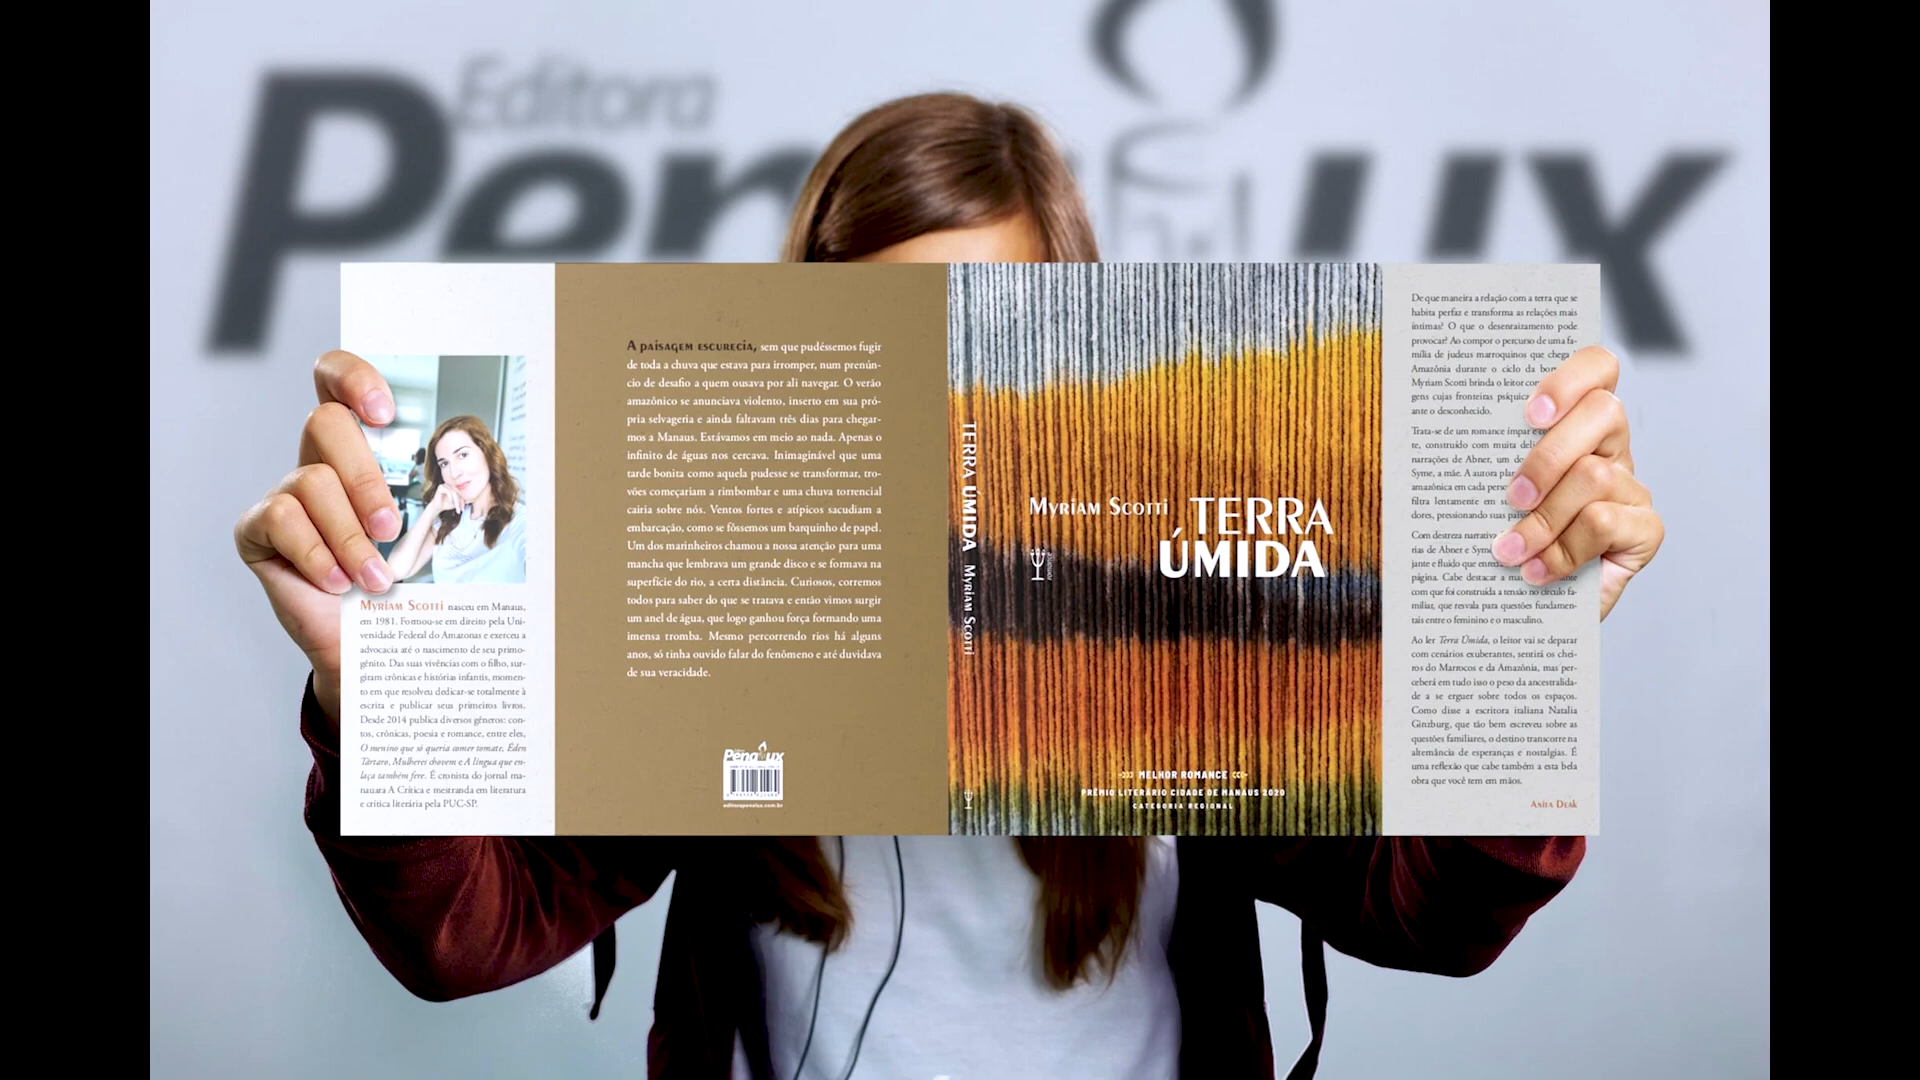 Editora
Penalux
Myriam Scotti nasceu em Manaus,
em 1981. Formou-se em direito pela Uni-
versidade Federal do Amazonas e exerceu a
advocacia até o nascimento de seu primo-
gênito. Das suas vivências com o filho, sur-
giram crônicas e histórias infantis, momen-
to em que resolveu dedicar-se totalmente à
escrita e publicar seus primeiros livros.
Desde 2014 publica diversos gêneros: con-
tos, crônicas, poesia e romance, entre eles,
O menino que só queria comer tomate, Éden
Tártaro, Mulheres chovem e A língua que en-
laça também fere. É cronista do jornal ma-
nauara A Crítica e mestranda em literatura
e crítica literária pela PUC-SP.
A paisagem escurecia, sem que pudéssemos fugir
de toda a chuva que estava para irromper, num prenún-
cio de desafio a quem ousava por ali navegar. O verão
amazônico se anunciava violento, inserto em sua pró-
pria selvageria e ainda faltavam três dias para chegar-
mos a Manaus. Estávamos em meio ao nada. Apenas o
infinito de águas nos cercava. Inimaginável que uma
tarde bonita como aquela pudesse se transformar, tro-
vões começariam a rimbombar e uma chuva torrencial
cairia sobre nós. Ventos fortes e atípicos sacudiam a
embarcação, como se fôssemos um barquinho de papel.
Um dos marinheiros chamou a nossa atenção para uma
mancha que lembrava um grande disco e se formava na
superfície do rio, a certa distância. Curiosos, corremos
todos para saber do que se tratava e então vimos surgir
um anel de água, que logo ganhou força formando uma
imensa tromba. Mesmo percorrendo rios há alguns
anos, só tinha ouvido falar do fenômeno e até duvidava
de sua veracidade.
Penalux
editorapenalux.com.br
TERRA ÚMIDA Myriam Scotti
Myriam Scotti
TERRA
ÚMIDA
MELHOR ROMANCE
PRÊMIO LITERÁRIO CIDADE DE MANAUS 2020
CATEGORIA REGIONAL
De que maneira a relação com a terra que se
habita perfaz e transforma as relações mais
íntimas? O que o desenraizamento pode
provocar? Ao compor o percurso de uma fa-
mília de judeus marroquinos que chega
Amazônia durante o ciclo da
Myriam Scotti brinda o leitor
gens cujas fronteiras
ante o desconhecido.
Trata-se de um romance ímpar e
te, construído com muita
narrações de Abner, um
Syme, a mãe. A autora
amazônica em cada
filtra lentamente em
dores, pressionando suas
Com destreza narrativa
rias de Abner e Syme
jante e fluido que
página. Cabe destacar a
com que foi construída a tensão no círculo fa-
miliar, que resvala para questões fundamen-
tais entre o feminino e o masculino.
Ao ler Terra Úmida, o leitor vai se deparar
com cenários exuberantes, sentirá os chei-
ros do Marrocos e da Amazônia, mas per-
ceberá em tudo isso o peso da ancestralida-
de a se erguer sobre todos os espaços.
Como disse a escritora italiana Natalia
Ginzburg, que tão bem escreveu sobre as
questões familiares, o destino transcorre na
alternância de esperanças e nostalgias. É
uma reflexão que cabe também a esta bela
obra que você tem em mãos.
Anita Deak